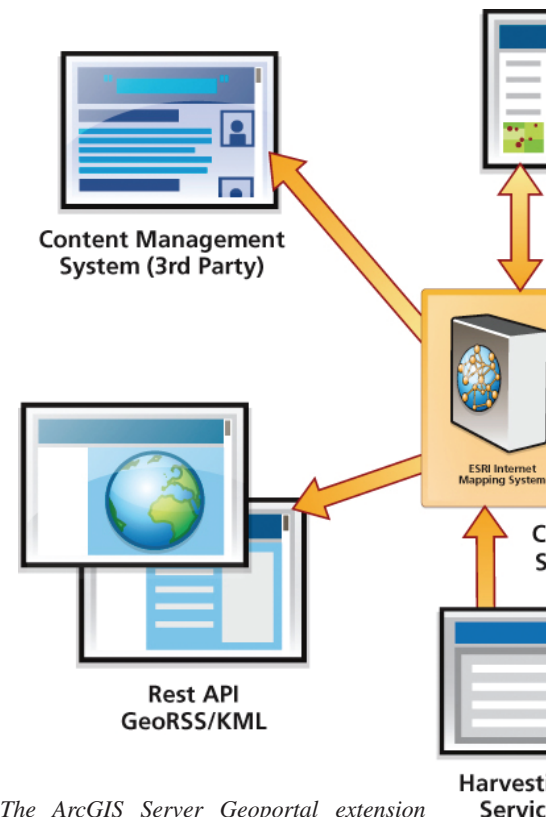 Content Management
System (3rd Party)
ESRI Internet
Mapping System
Rest API
GeoRSS/KML
The ArcGIS Server Geoportal extension